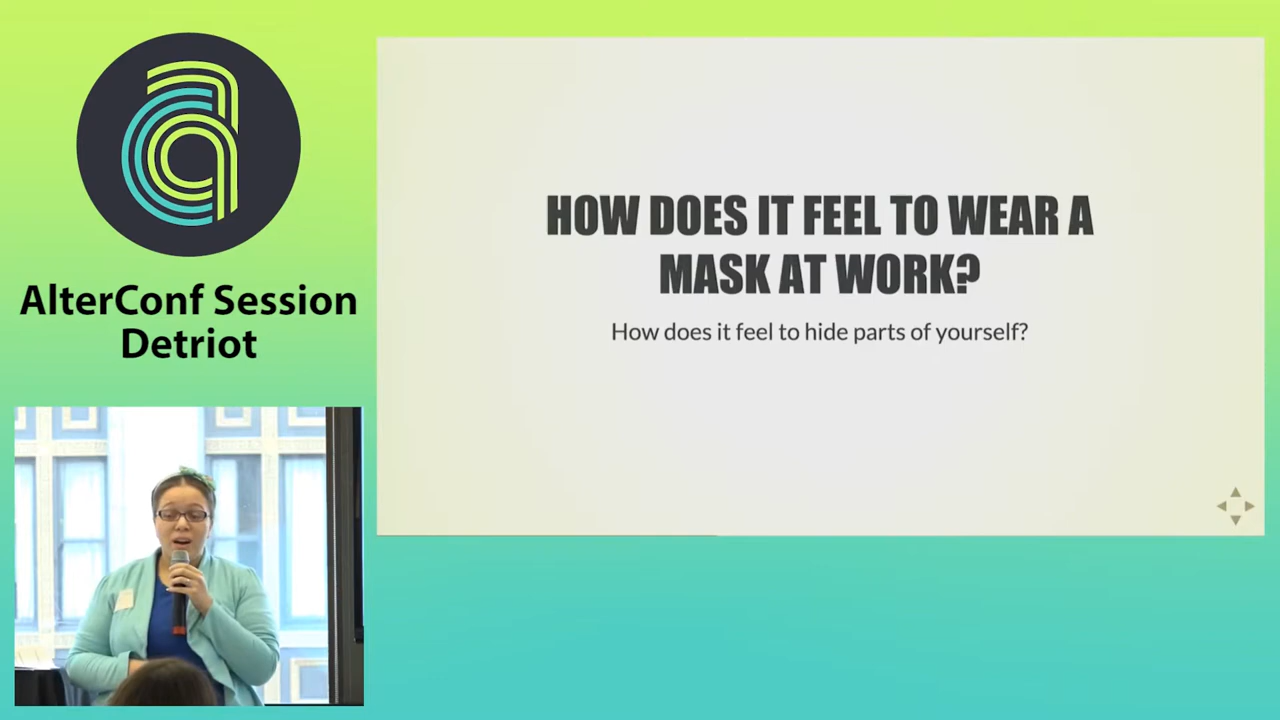 AlterConf Session
Detriot
HOW DOES IT FEEL TO WEAR A
MASK AT WORK?
How does it feel to hide parts of yourself?